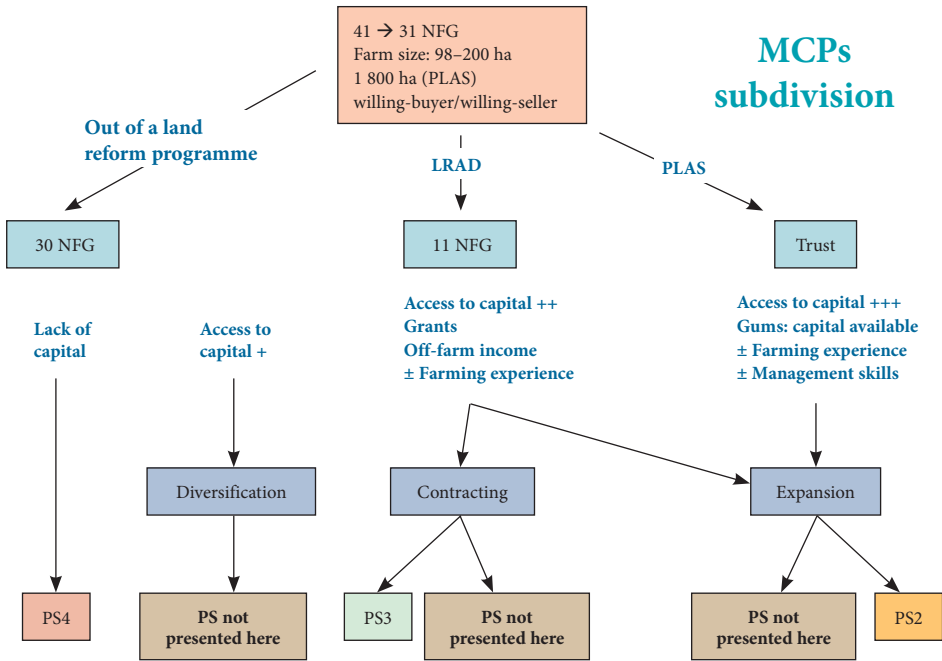 41 → 31 NFG
Farm size: 98–200 ha
1 800 ha (PLAS)
willing-buyer/willing-seller
MCPs
subdivision
Out of a land
reform programme
LRAD
PLAS
30 NFG
11 NFG
Trust
Lack of
capital
Access to
capital +
Access to capital ++
Grants
Off-farm income
± Farming experience
Access to capital +++
Gums: capital available
± Farming experience
± Management skills
Diversification
Contracting
Expansion
PS4
PS not
presented here
PS3
PS not
presented here
PS not
presented here
PS2